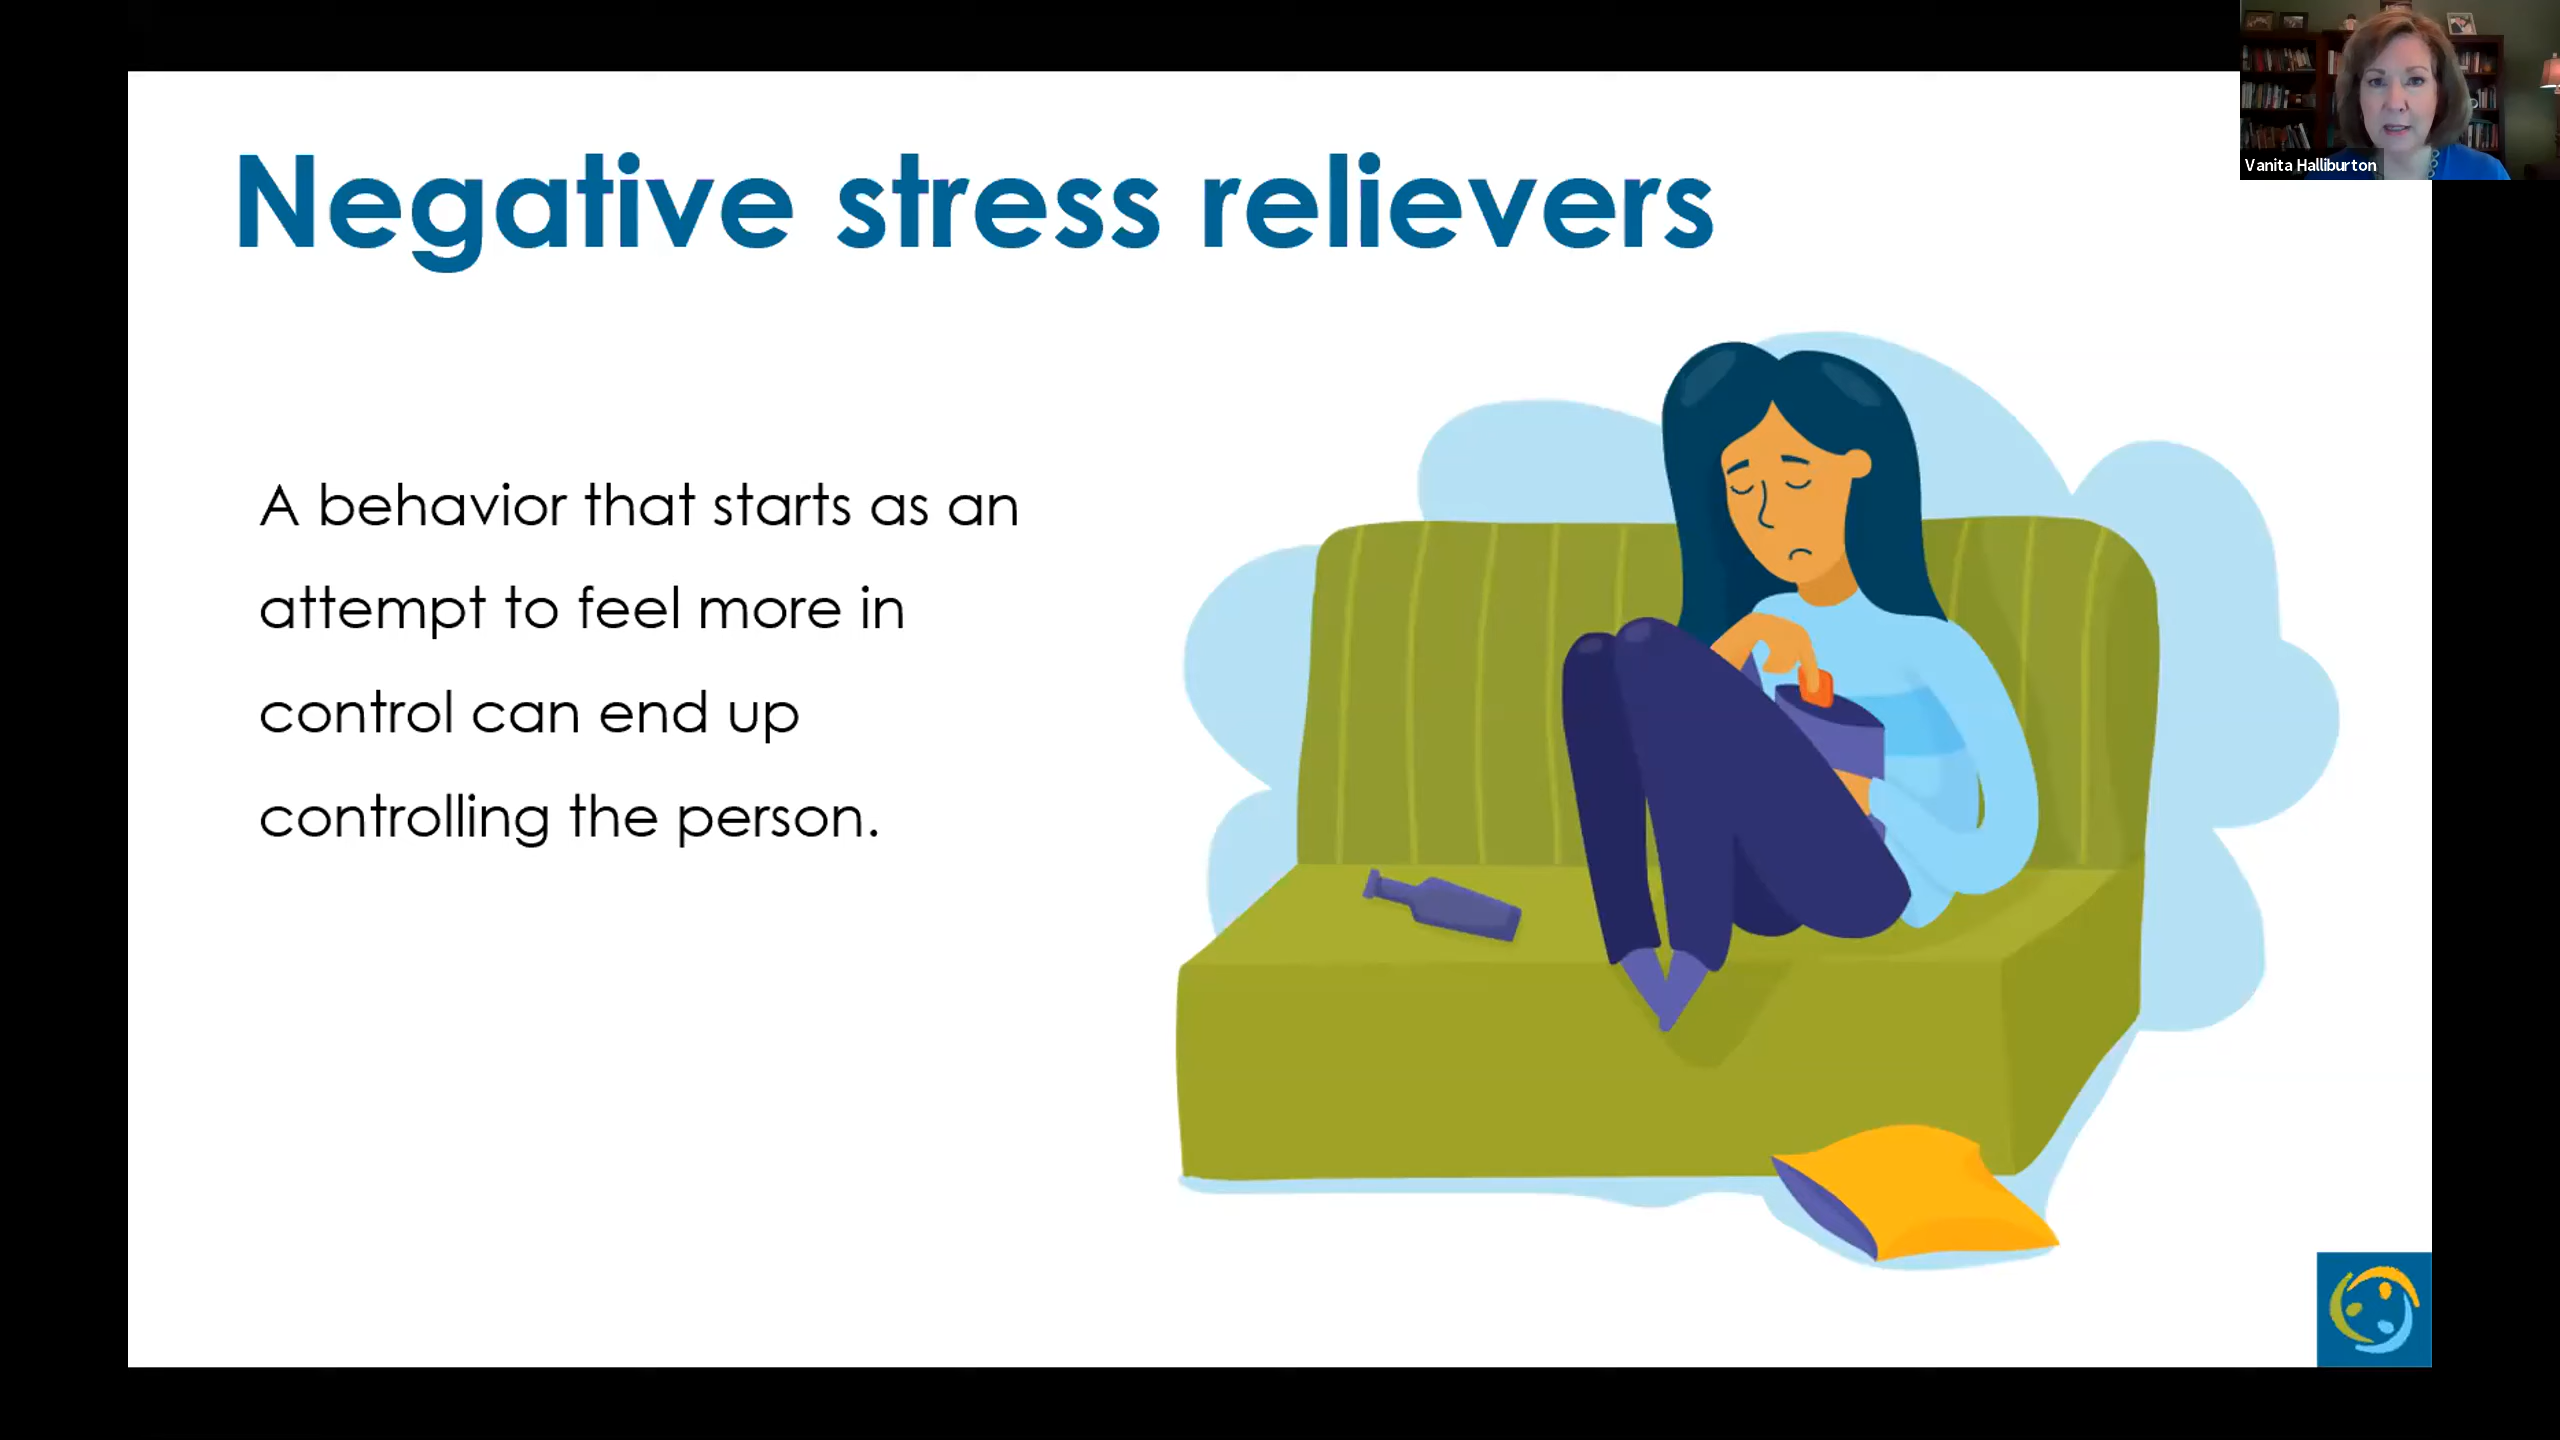 Negative stress relievers
A behavior that starts as an
attempt to feel more in
control can end up
controlling the person.
Vanita Halliburton